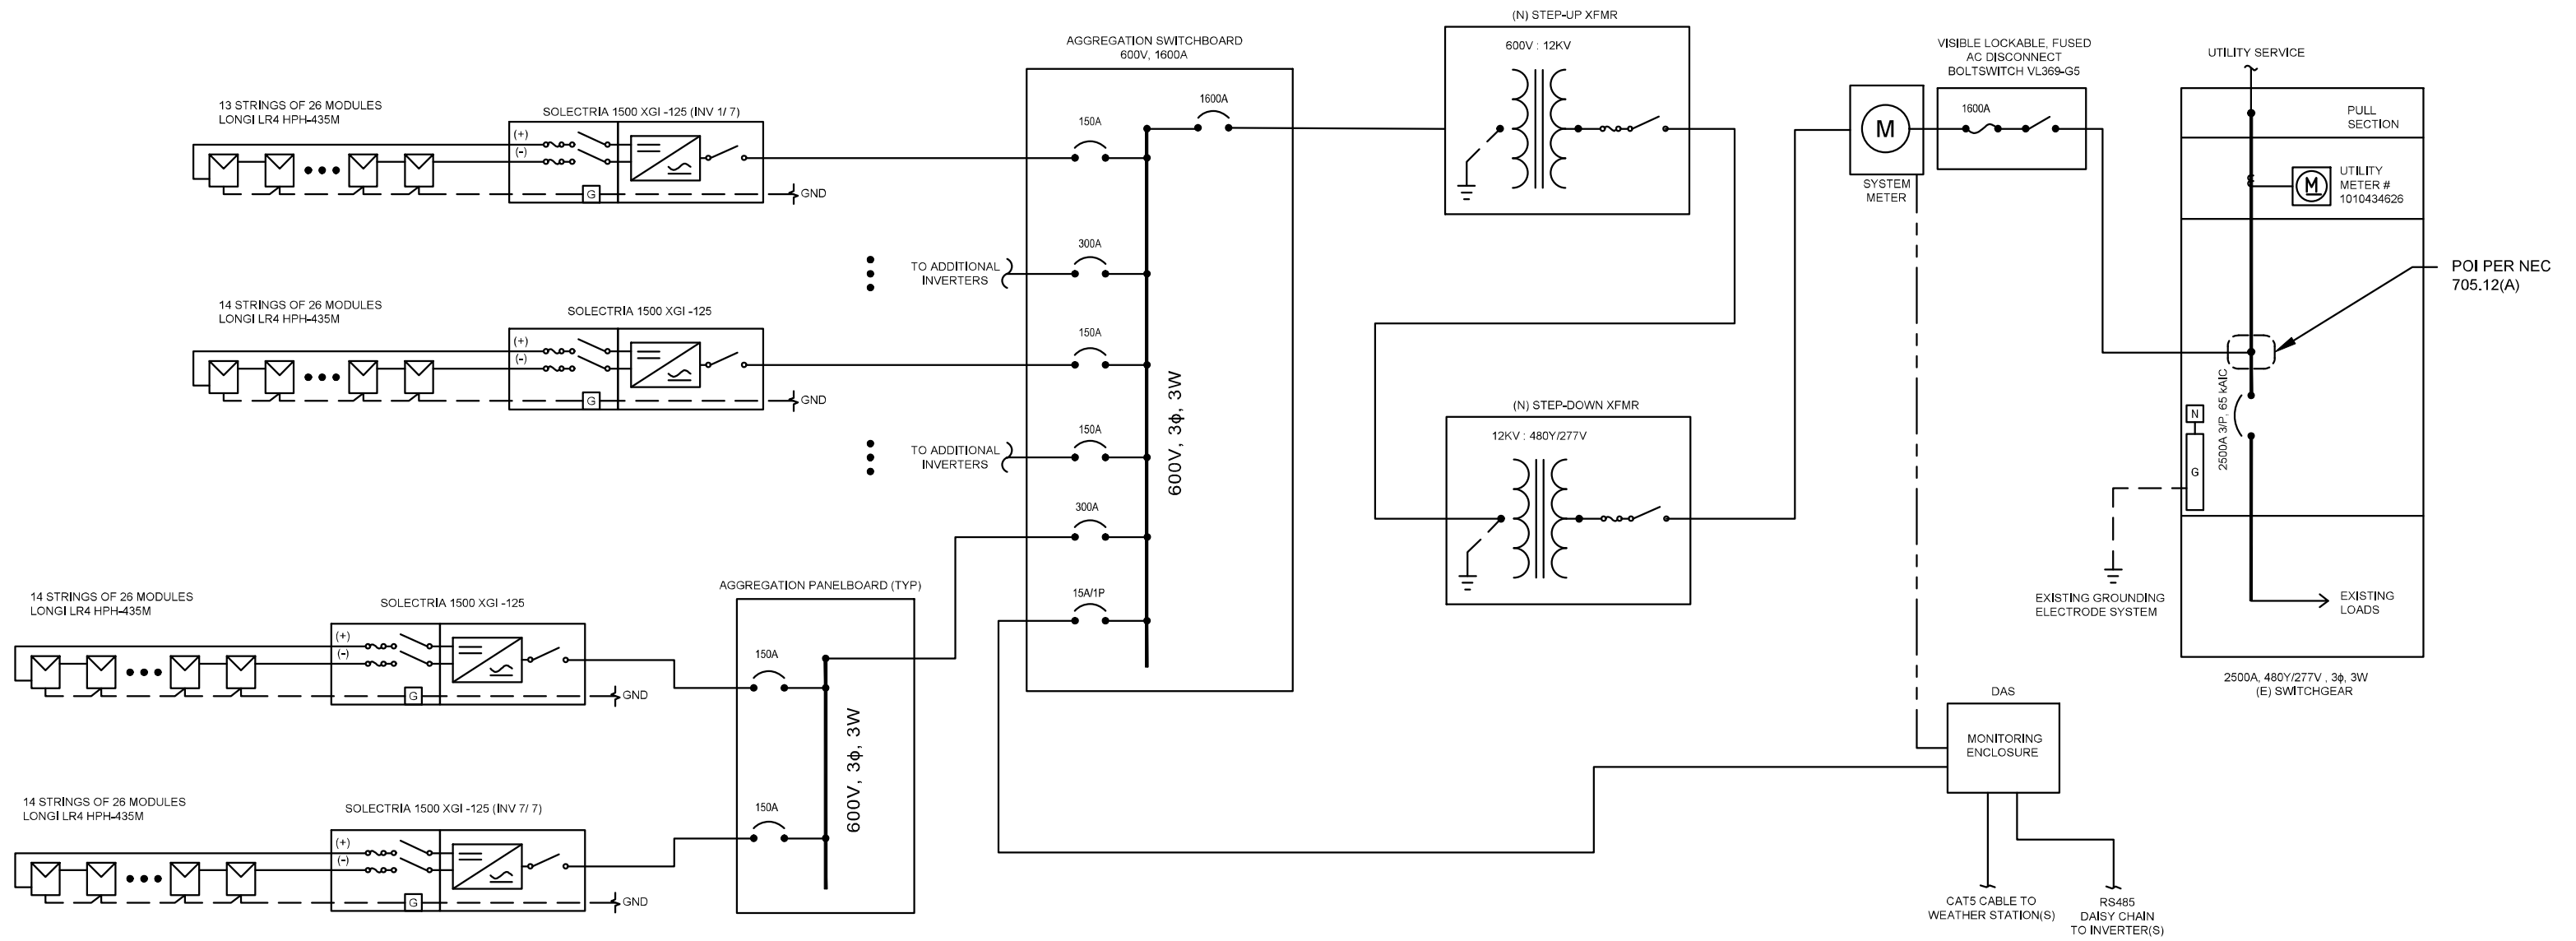 13 STRINGS OF 26 MODULES
LONGI LR4 HPH-435M
SOLECTRIA 1500 XGI -125 (INV 1/ 7)
(+)
(-)
G
GND
14 STRINGS OF 26 MODULES
LONGI LR4 HPH-435M
SOLECTRIA 1500 XGI -125
(+)
(-)
G
GND
TO ADDITIONAL
INVERTERS
TO ADDITIONAL
INVERTERS
14 STRINGS OF 26 MODULES
LONGI LR4 HPH-435M
SOLECTRIA 1500 XGI -125
(+)
(-)
G
GND
14 STRINGS OF 26 MODULES
LONGI LR4 HPH-435M
SOLECTRIA 1500 XGI -125 (INV 7/ 7)
(+)
(-)
G
GND
AGGREGATION PANELBOARD (TYP)
150A
150A
600V, 3ϕ, 3W
AGGREGATION SWITCHBOARD
600V, 1600A
150A
1600A
300A
150A
150A
300A
15A/1P
600V, 3ϕ, 3W
(N) STEP-UP XFMR
600V : 12KV
(N) STEP-DOWN XFMR
12KV : 480Y/277V
M
SYSTEM
METER
VISIBLE LOCKABLE, FUSED
AC DISCONNECT
BOLTSWITCH VL369-G5
1600A
UTILITY SERVICE
PULL
SECTION
M
UTILITY
METER #
1010434626
POI PER NEC
705.12(A)
2500A 3/P, 65 kAIC
N
G
EXISTING GROUNDING
ELECTRODE SYSTEM
EXISTING
LOADS
2500A, 480Y/277V , 3ϕ, 3W
(E) SWITCHGEAR
DAS
MONITORING
ENCLOSURE
CAT5 CABLE TO
WEATHER STATION(S)
RS485
DAISY CHAIN
TO INVERTER(S)